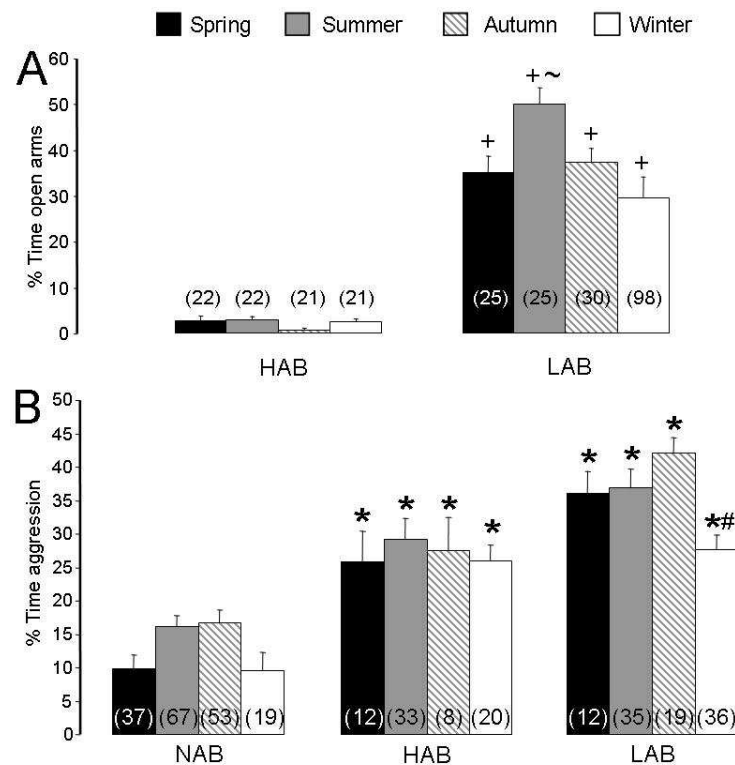 Spring Summer Autumn Winter
A
% Time open arms
60
50
40
30
20
10
0
+ +~ + +
(22) (22) (21) (21) (25) (25) (30) (98)
HAB LAB
B
% Time aggression
50
45
40
35
30
25
20
15
10
5
0
* * * * * * * *#
(37) (67) (53) (19) (12) (33) (8) (20) (12) (35) (19) (36)
NAB HAB LAB